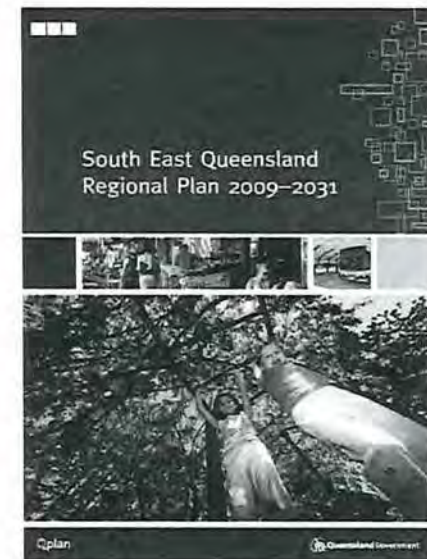 South East Queensland
Regional Plan 2009–2031
Qplan
Queensland Government